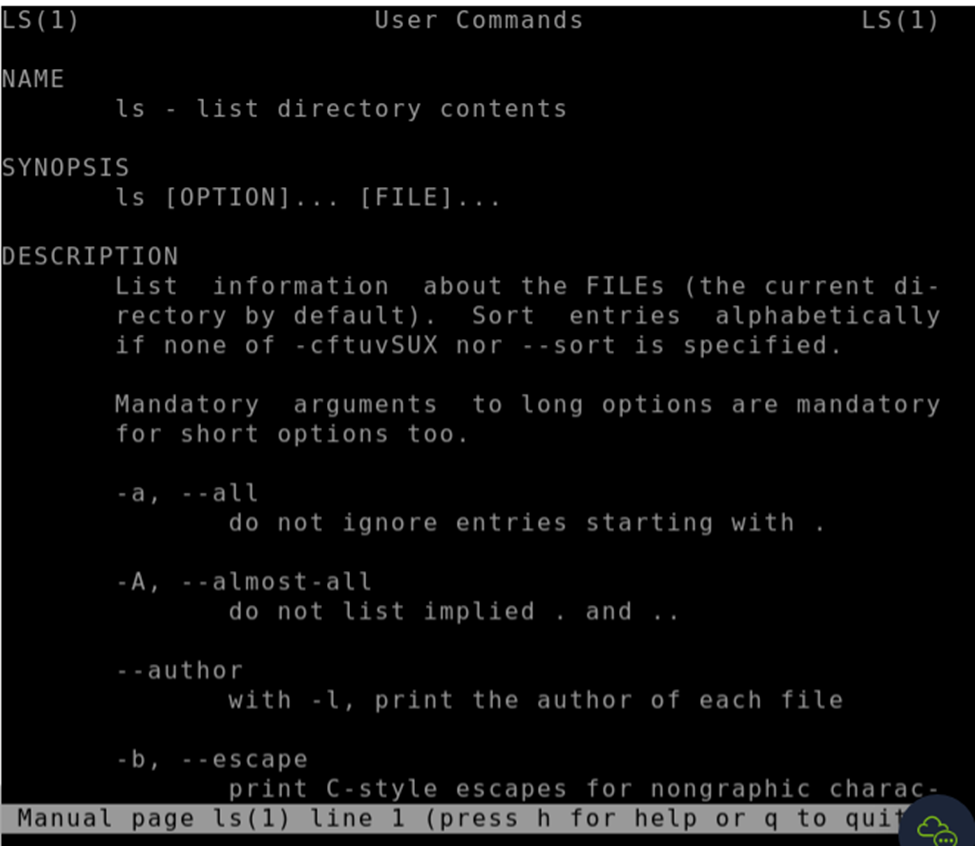 LS(1) User Commands LS(1)
NAME
ls - list directory contents
SYNOPSIS
ls [OPTION]... [FILE]...
DESCRIPTION
List information about the FILEs (the current di-
rectory by default). Sort entries alphabetically
if none of -cftuvSUX nor --sort is specified.
Mandatory arguments to long options are mandatory
for short options too.
-a, --all
do not ignore entries starting with .
-A, --almost-all
do not list implied . and ..
--author
with -l, print the author of each file
-b, --escape
print C-style escapes for nongraphic charac-
Manual page ls(1) line 1 (press h for help or q to quit